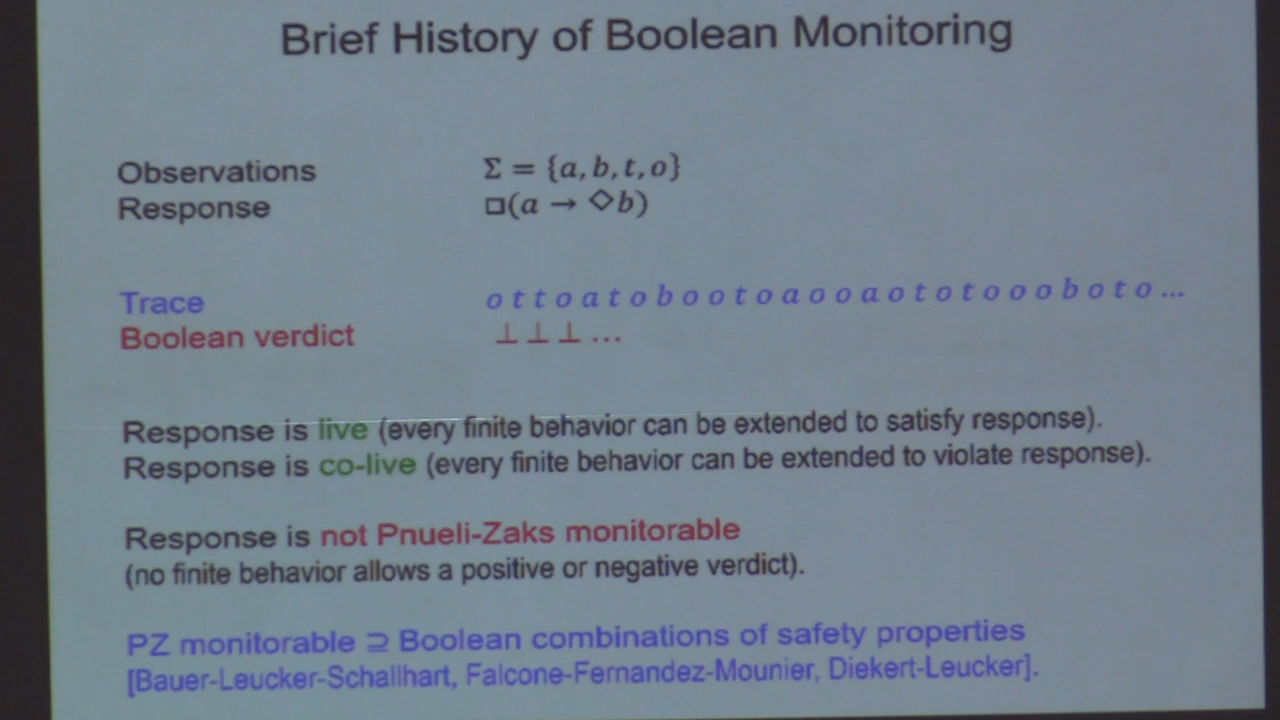 Brief History of Boolean Monitoring
Observations Σ = {a, b, t, o}
Response □(a → ◇b)
Trace o t t o a t o b o o t o a o o a o t o t o o o b o t o ...
Boolean verdict ⊥ ⊥ ⊥ ...
Response is live (every finite behavior can be extended to satisfy response).
Response is co-live (every finite behavior can be extended to violate response).
Response is not Pnueli-Zaks monitorable
(no finite behavior allows a positive or negative verdict).
PZ monitorable ⊇ Boolean combinations of safety properties
[Bauer-Leucker-Schallhart, Falcone-Fernandez-Mounier, Diekert-Leucker].